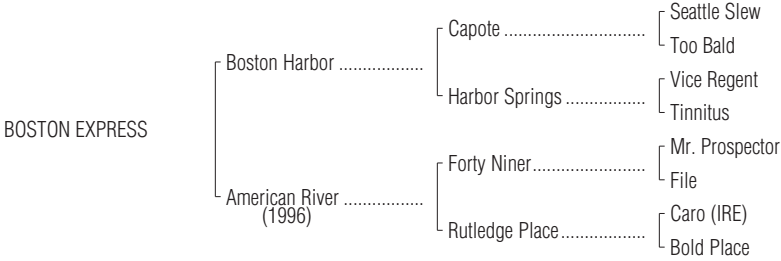 Seattle Slew
Capote ..............................
Too Bald
Boston Harbor ..................
Vice Regent
Harbor Springs .................
Tinnitus
BOSTON EXPRESS
Mr. Prospector
Forty Niner........................
File
American River .................
(1996)
Caro (IRE)
Rutledge Place..................
Bold Place